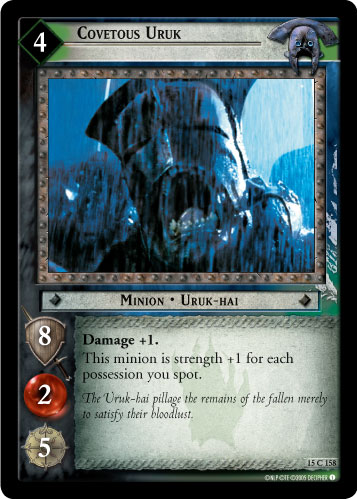 4
Covetous Uruk
Minion • Uruk-hai
8
Damage +1.
This minion is strength +1 for each
possession you spot.
2
The Uruk-hai pillage the remains of the fallen merely
to satisfy their bloodlust.
5
15 C 158